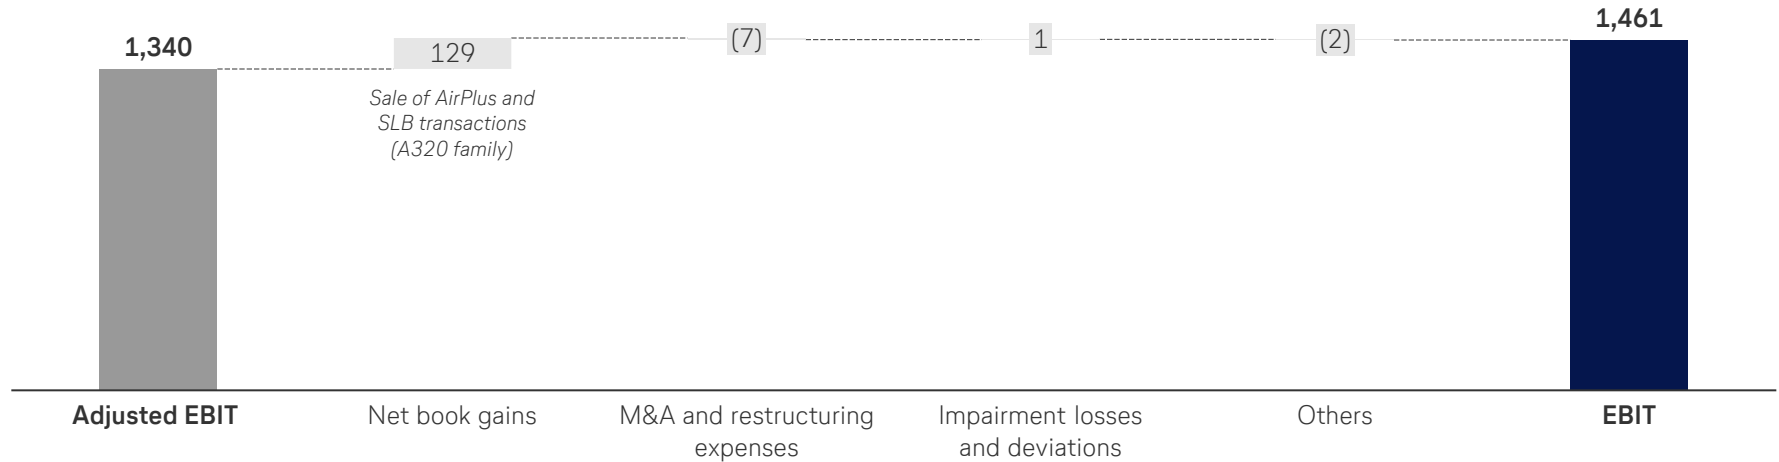 1,340
129
(7)
1
(2)
1,461
Sale of AirPlus and
SLB transactions
(A320 family)
Adjusted EBIT
Net book gains
M&A and restructuring
expenses
Impairment losses
and deviations
Others
EBIT